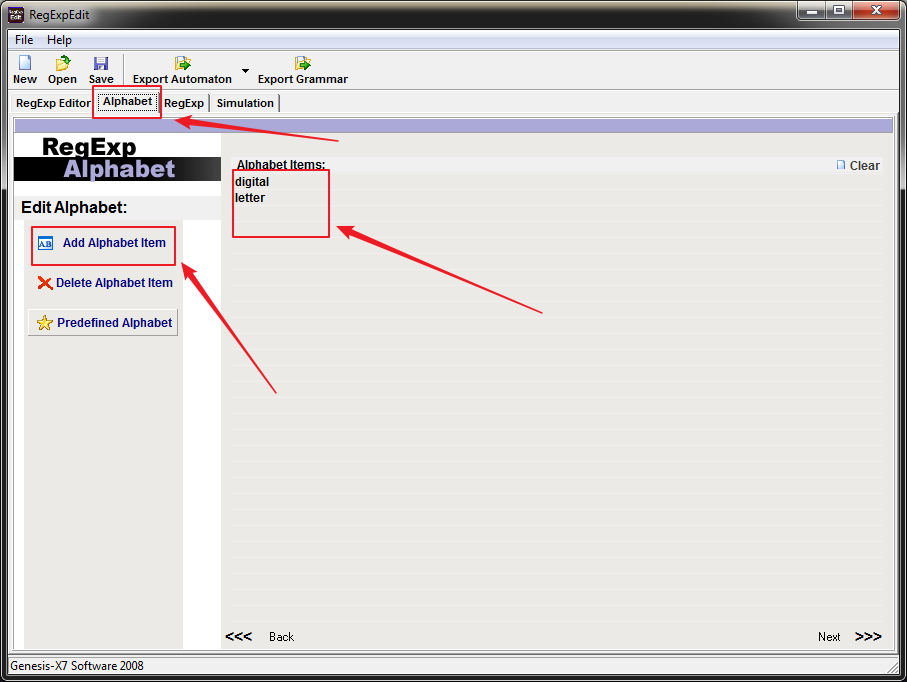 RegExpEdit
File Help
New Open Save Export Automaton Export Grammar
RegExp Editor Alphabet RegExp Simulation
RegExp
Alphabet
Alphabet Items: Clear
digital
letter
Edit Alphabet:
AB Add Alphabet Item
Delete Alphabet Item
Predefined Alphabet
<<< Back Next >>>
Genesis-X7 Software 2008